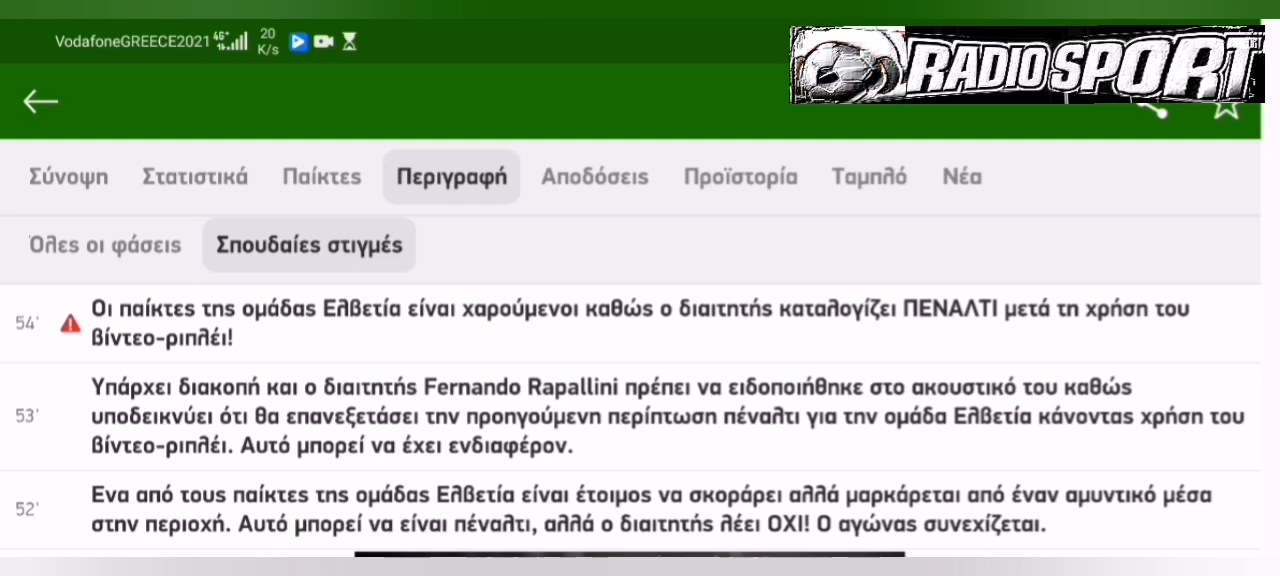 VodafoneGREECE2021 4G+ 20 K/s
RADIO SPORT
Σύνοψη Στατιστικά Παίκτες Περιγραφή Αποδόσεις Προϊστορία Ταμπλό Νέα
Όλες οι φάσεις Σπουδαίες στιγμές
54' Οι παίκτες της ομάδας Ελβετία είναι χαρούμενοι καθώς ο διαιτητής καταλογίζει ΠΕΝΑΛΤΙ μετά τη χρήση του
βίντεο-ριπλέι!
53' Υπάρχει διακοπή και ο διαιτητής Fernando Rapallini πρέπει να ειδοποιήθηκε στο ακουστικό του καθώς
υποδεικνύει ότι θα επανεξετάσει την προηγούμενη περίπτωση πέναλτι για την ομάδα Ελβετία κάνοντας χρήση του
βίντεο-ριπλέι. Αυτό μπορεί να έχει ενδιαφέρον.
52' Ενα από τους παίκτες της ομάδας Ελβετία είναι έτοιμος να σκοράρει αλλά μαρκάρεται από έναν αμυντικό μέσα
στην περιοχή. Αυτό μπορεί να είναι πέναλτι, αλλά ο διαιτητής λέει ΟΧΙ! Ο αγώνας συνεχίζεται.